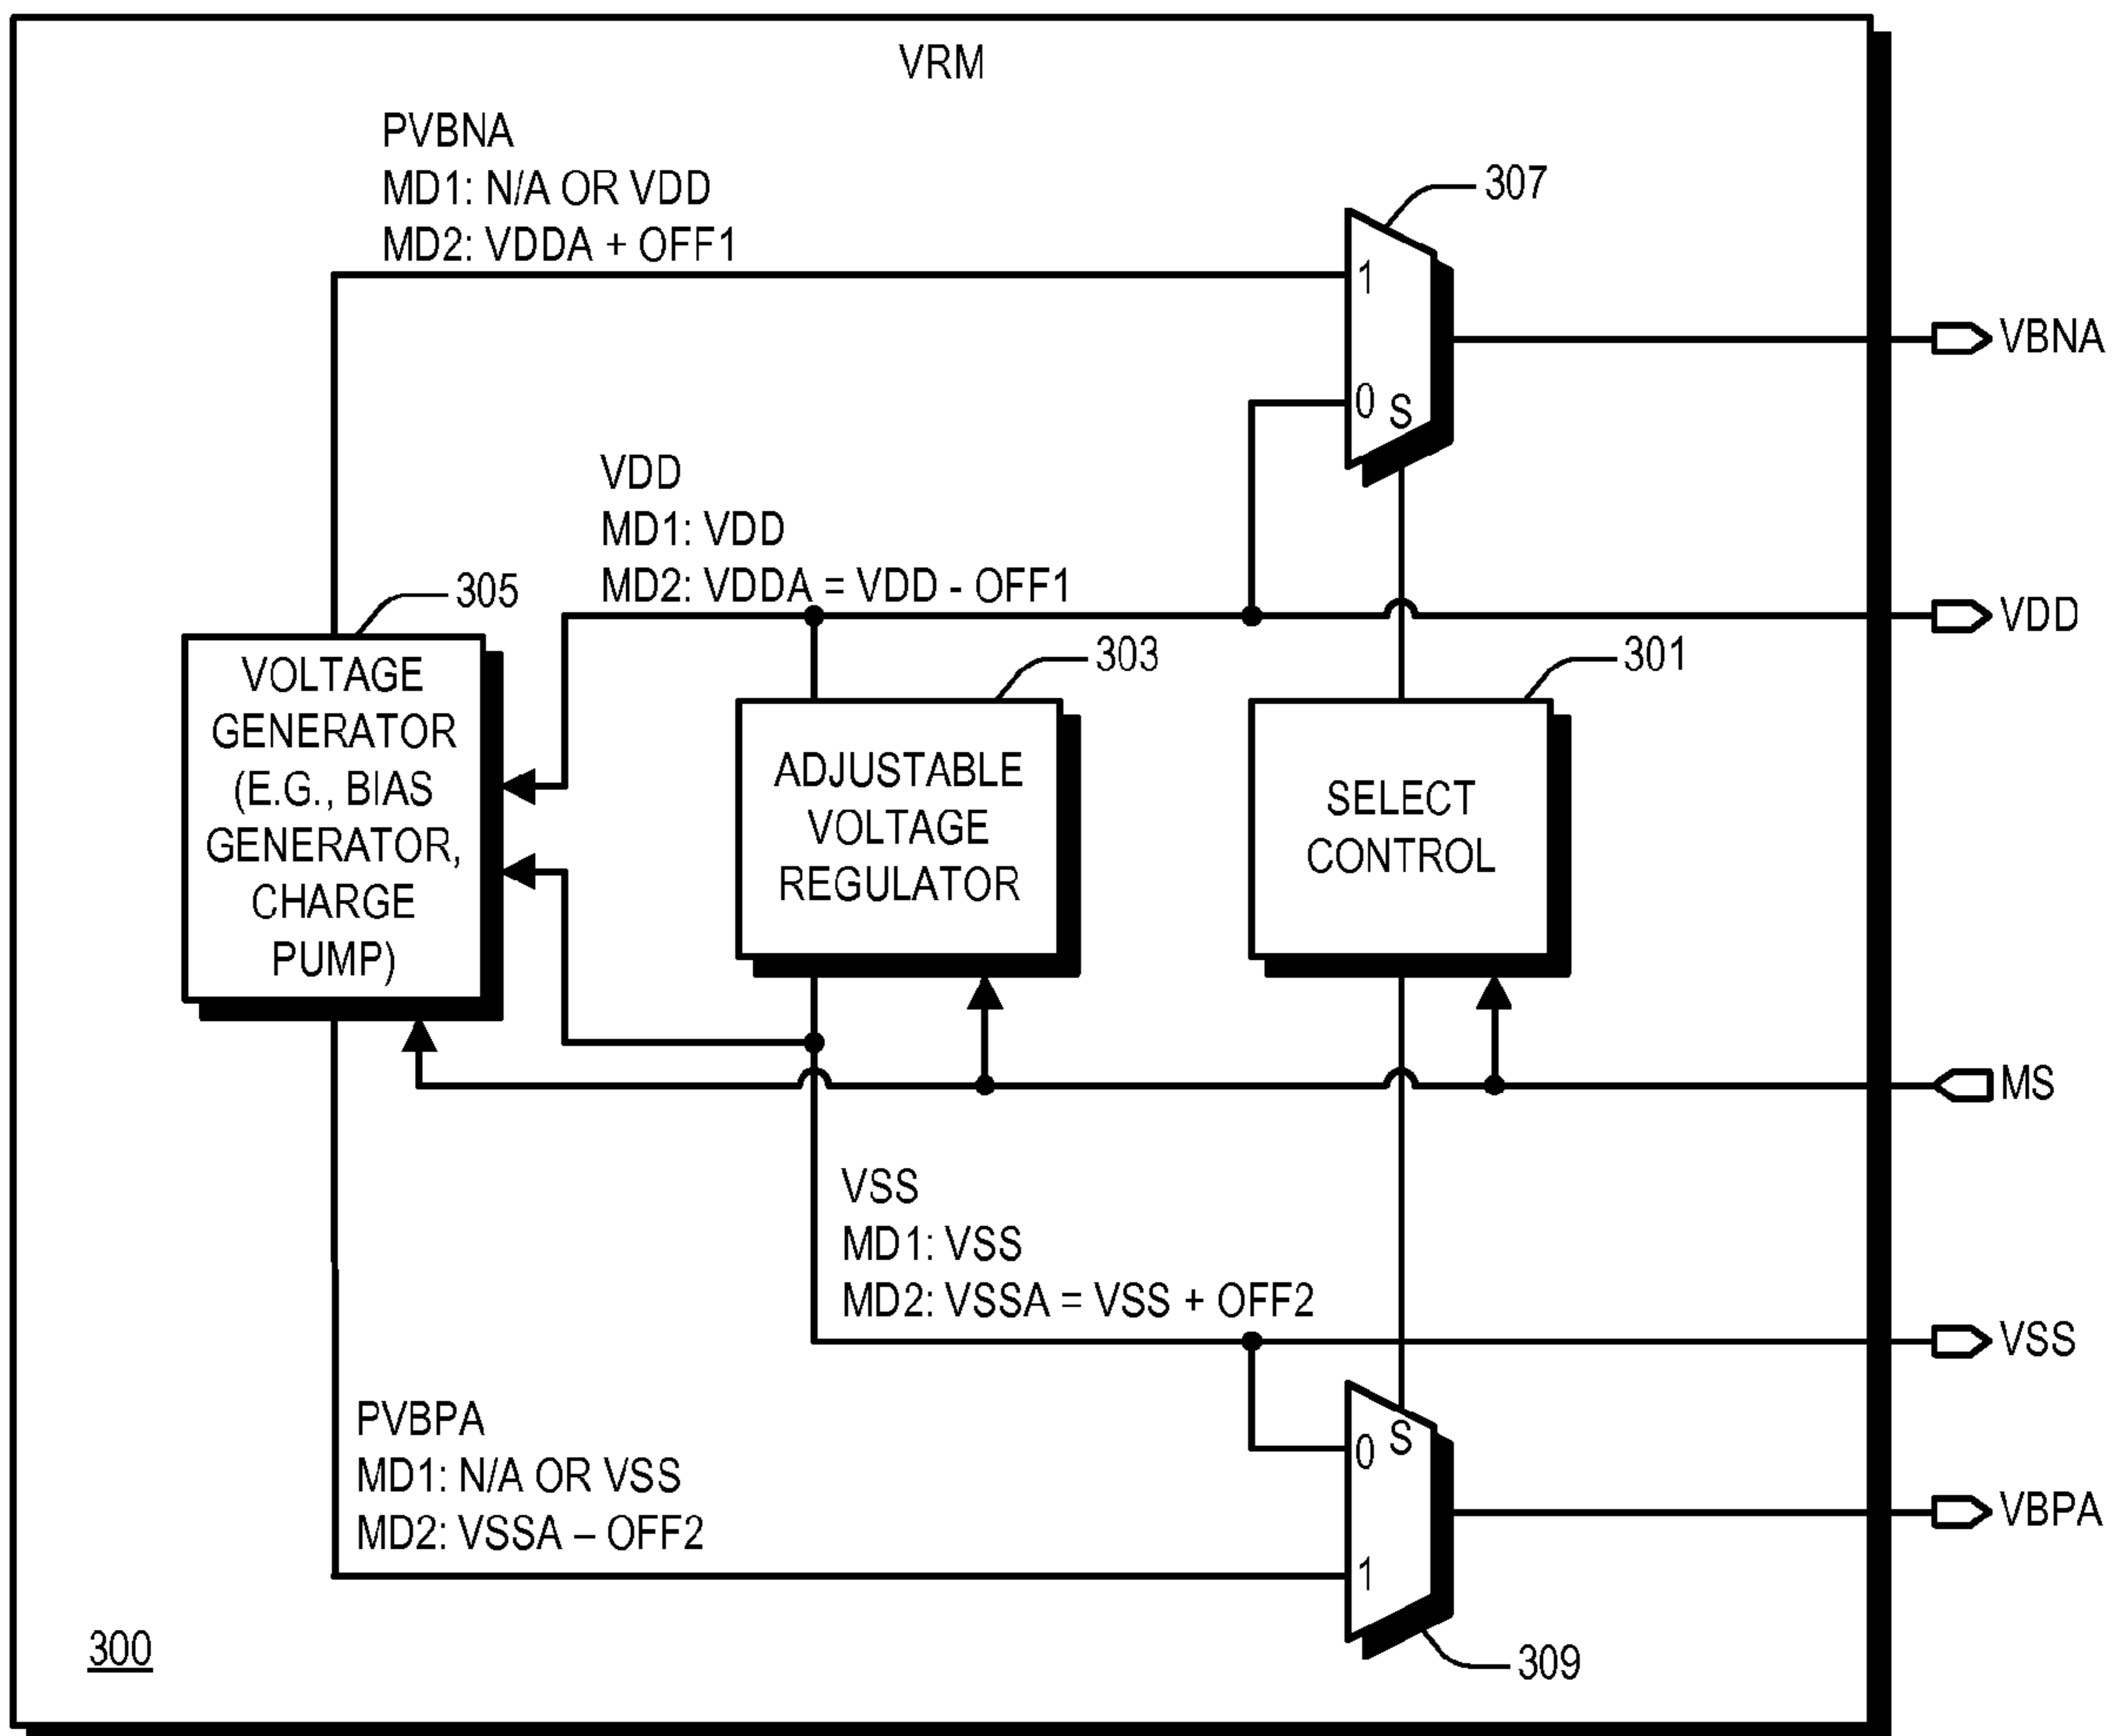 VRM
PVBNA
MD1: N/A OR VDD
MD2: VDDA + OFF1
307
1
VBNA
0
S
VDD
MD1: VDD
MD2: VDDA = VDD - OFF1
305
VDD
303
301
VOLTAGE
GENERATOR
(E.G., BIAS
GENERATOR,
CHARGE
PUMP)
ADJUSTABLE
VOLTAGE
REGULATOR
SELECT
CONTROL
MS
VSS
MD1: VSS
MD2: VSSA = VSS + OFF2
VSS
PVBPA
MD1: N/A OR VSS
MD2: VSSA – OFF2
S
0
VBPA
1
300
309